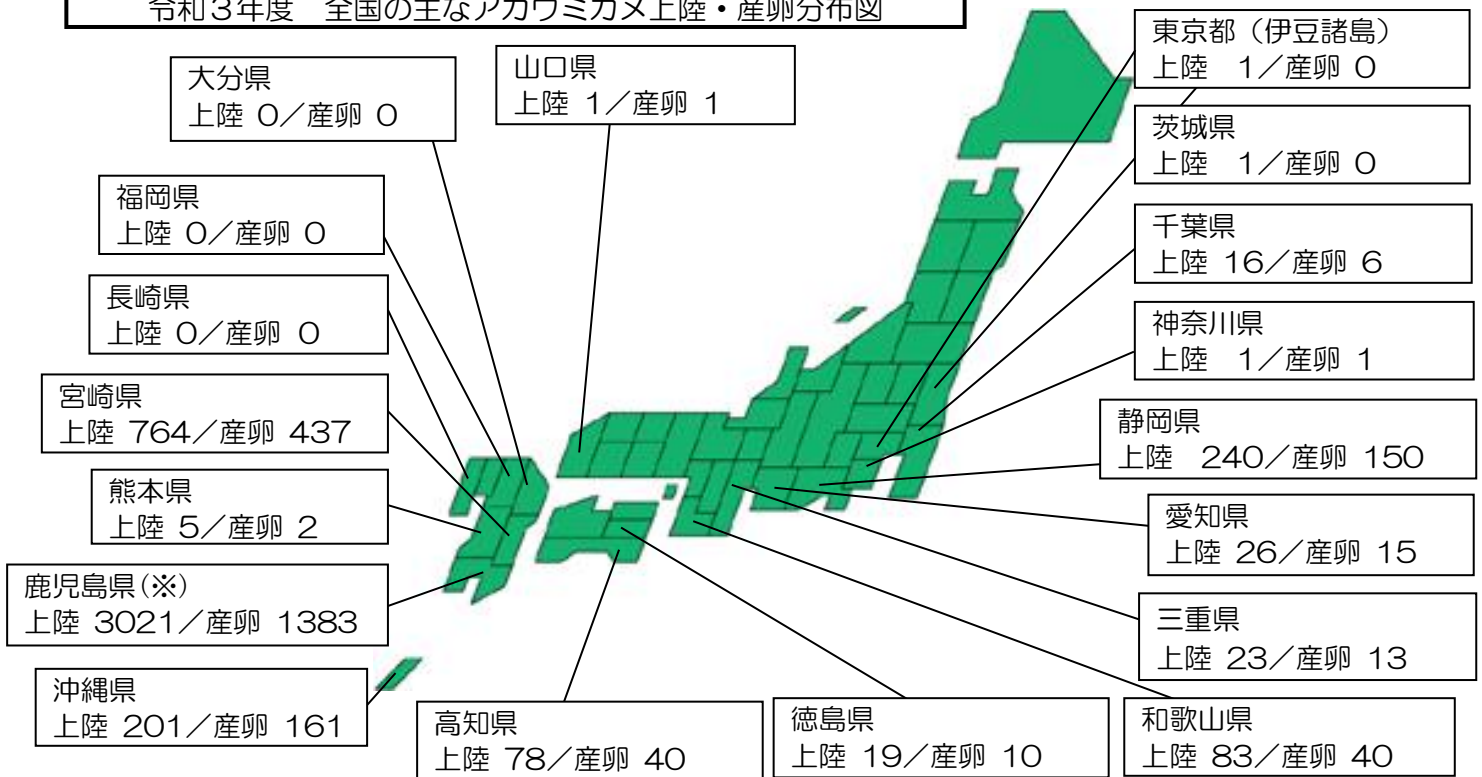 令和3年度　全国の主なアカウミガメ上陸・産卵分布図
大分県
上陸 0／産卵 0
山口県
上陸 1／産卵 1
東京都（伊豆諸島）
上陸　1／産卵 0
茨城県
上陸　1／産卵 0
福岡県
上陸 0／産卵 0
千葉県
上陸 16／産卵 6
長崎県
上陸 0／産卵 0
神奈川県
上陸　1／産卵 1
宮崎県
上陸 764／産卵 437
静岡県
上陸　240／産卵 150
熊本県
上陸 5／産卵 2
愛知県
上陸 26／産卵 15
鹿児島県(※)
上陸 3021／産卵 1383
三重県
上陸 23／産卵 13
沖縄県
上陸 201／産卵 161
高知県
上陸 78／産卵 40
徳島県
上陸 19／産卵 10
和歌山県
上陸 83／産卵 40